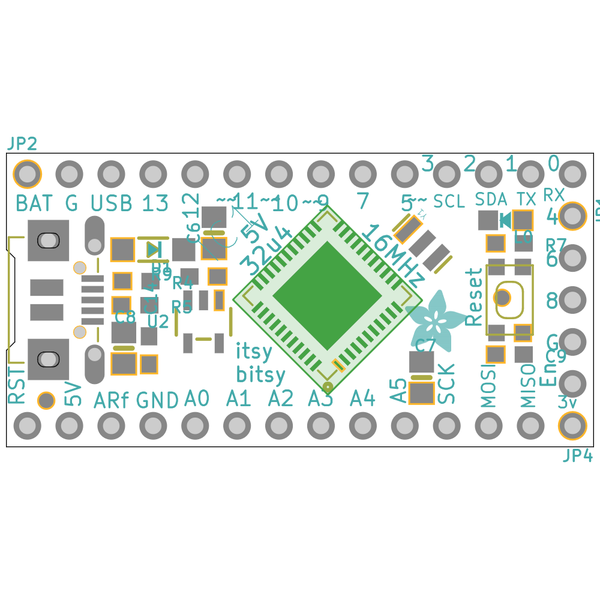 JP2
3 2 1 0
BAT G USB 13 ~~11~~10~~9 7 5~~ SCL SDA TX RX
4
C6
12
5V
32u4
16MHz
R7
6
R9
R4
R5
C8
U2
8
Reset
itsy
bitsy
C7
G
C9
En
RST
5V
ARf GND A0 A1 A2 A3 A4 A5 SCK MOSI MISO 3v
JP4